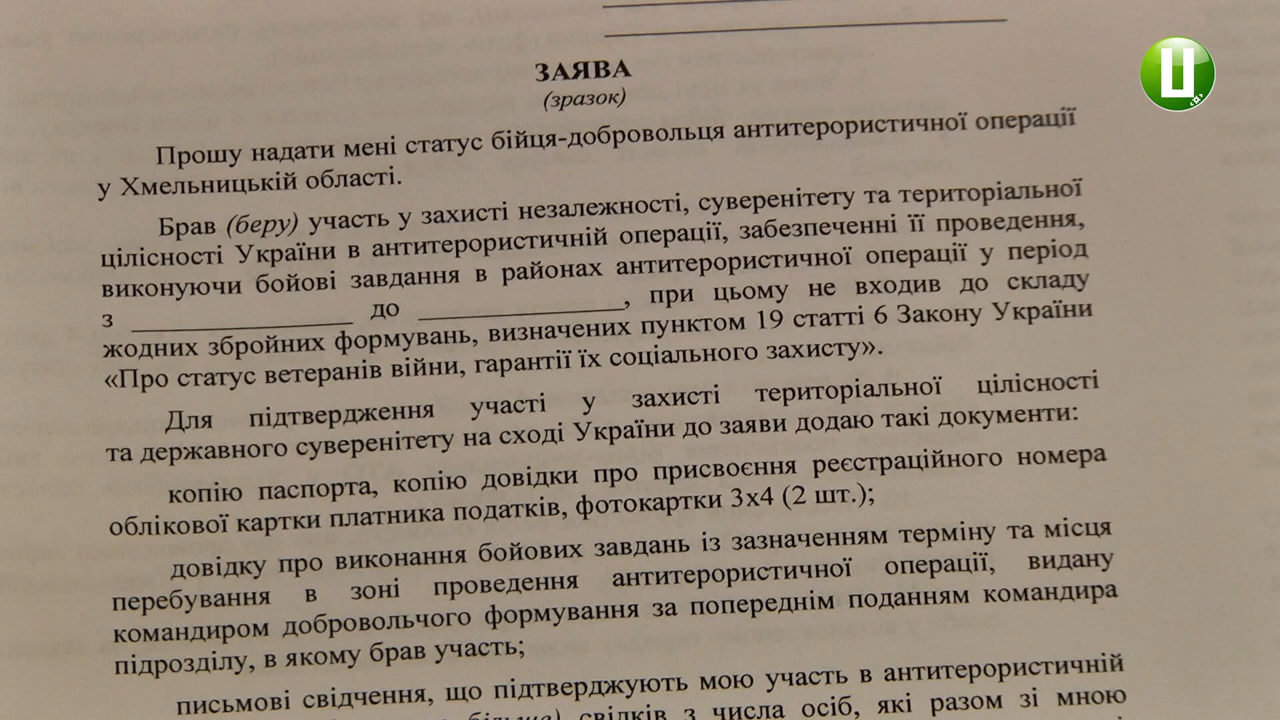 ЗАЯВА
(зразок)
Прошу надати мені статус бійця-добровольця антитерористичної операції
у Хмельницькій області.
Брав (беру) участь у захисті незалежності, суверенітету та територіальної
цілісності України в антитерористичній операції, забезпеченні її проведення,
виконуючи бойові завдання в районах антитерористичної операції у період
з ________________ до ________________, при цьому не входив до складу
жодних збройних формувань, визначених пунктом 19 статті 6 Закону України
«Про статус ветеранів війни, гарантії їх соціального захисту».
Для підтвердження участі у захисті територіальної цілісності
та державного суверенітету на сході України до заяви додаю такі документи:
копію паспорта, копію довідки про присвоєння реєстраційного номера
облікової картки платника податків, фотокартки 3х4 (2 шт.);
довідку про виконання бойових завдань із зазначенням терміну та місця
перебування в зоні проведення антитерористичної операції, видану
командиром добровольчого формування за попереднім поданням командира
підрозділу, в якому брав участь;
письмові свідчення, що підтверджують мою участь в антитерористичній
більше) свідків з числа осіб, які разом зі мною
Ц